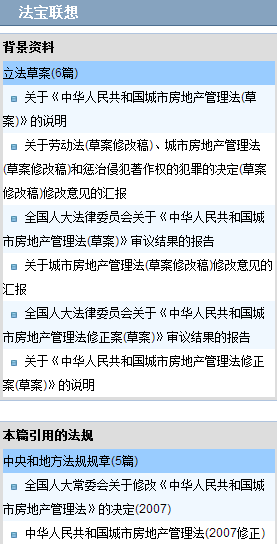 法宝联想
背景资料
立法草案(6篇)
关于《中华人民共和国城市房地产管理法(草
案)》的说明
关于劳动法(草案修改稿)、城市房地产管理法
(草案修改稿)和惩治侵犯著作权的犯罪的决定(草案
修改稿)修改意见的汇报
全国人大法律委员会关于《中华人民共和国城
市房地产管理法(草案)》审议结果的报告
关于城市房地产管理法(草案修改稿)修改意见的
汇报
全国人大法律委员会关于《中华人民共和国城
市房地产管理法修正案(草案)》审议结果的报告
关于《中华人民共和国城市房地产管理法修正
案(草案)》的说明
本篇引用的法规
中央和地方法规规章(5篇)
全国人大常委会关于修改《中华人民共和国城
市房地产管理法》的决定(2007)
中华人民共和国城市房地产管理法(2007修正)